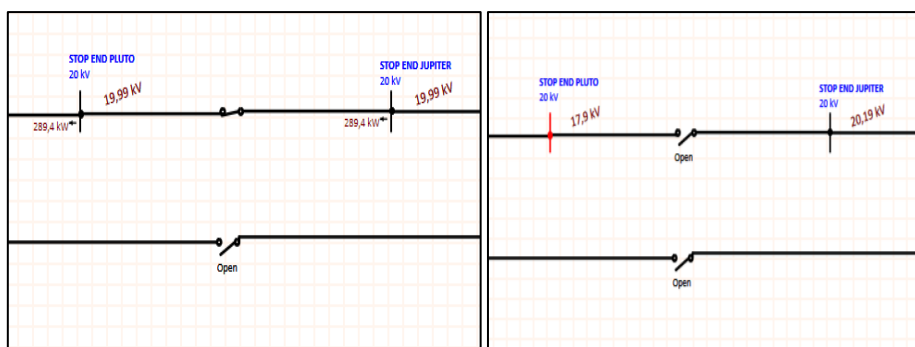 STOP END PLUTO
20 kV
19,99 kV
289,4 kW
STOP END JUPITER
20 kV
19,99 kV
289,4 kW
Open
STOP END PLUTO
20 kV
17,9 kV
Open
STOP END JUPITER
20 kV
20,19 kV
Open